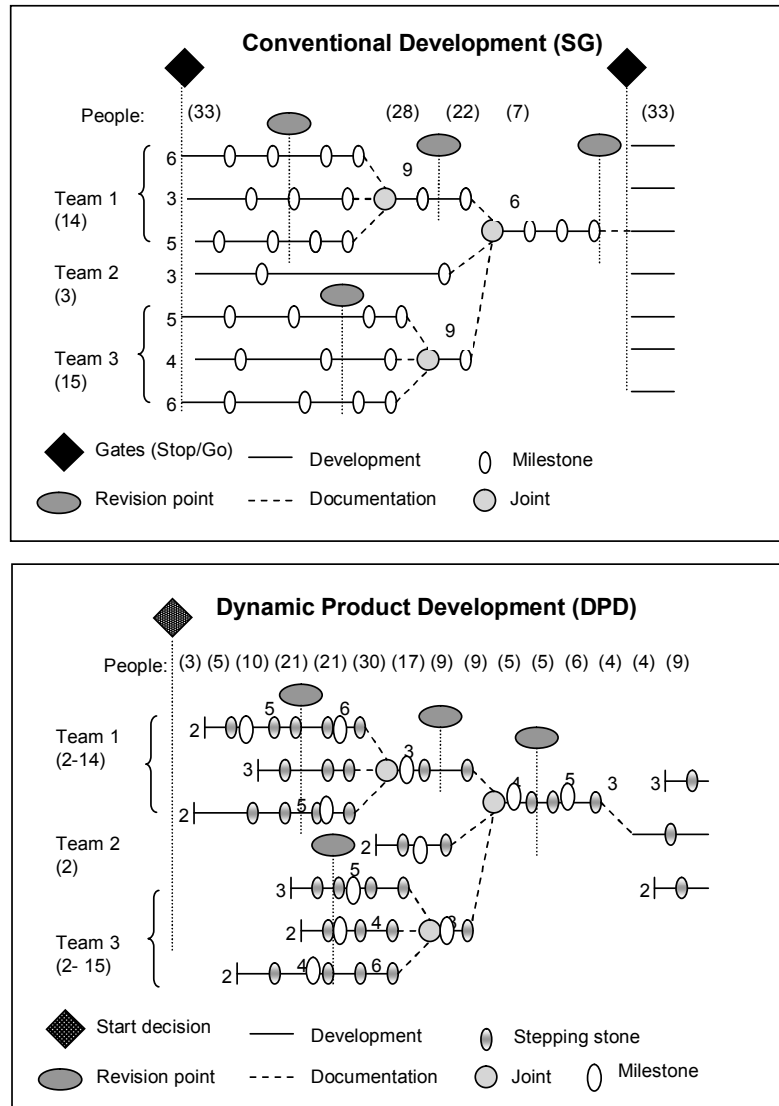 Conventional Development (SG)
People: (33) (28) (22) (7) (33)
6
9
Team 1
(14)
3
6
5
Team 2
(3)
3
5
9
Team 3
(15)
4
6
Gates (Stop/Go) Development Milestone
Revision point Documentation Joint
Dynamic Product Development (DPD)
People: (3) (5) (10) (21) (21) (30) (17) (9) (9) (5) (5) (6) (4) (4) (9)
5 6
Team 1
(2-14)
2
3 3
4 5 3 3
2 5
Team 2
(2)
2
5
3 2
Team 3
(2- 15)
2 4 3
2 4 6
Start decision Development Stepping stone
Revision point Documentation Joint Milestone